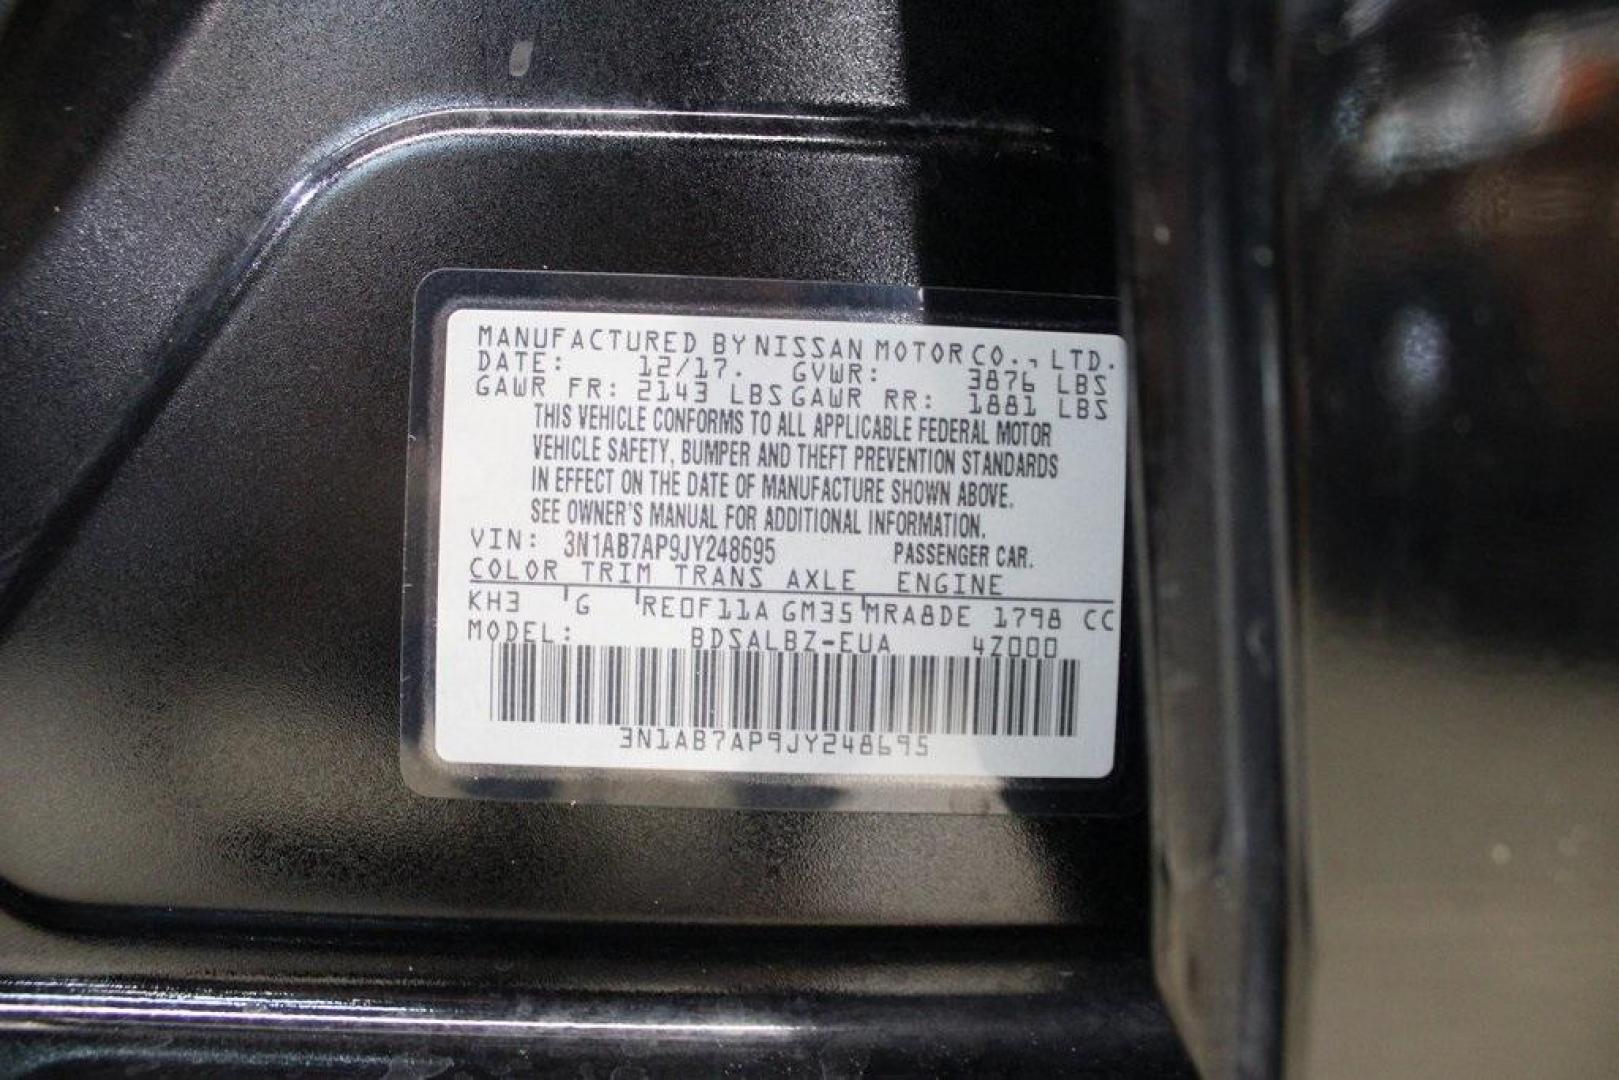 MANUFACTURED BY NISSAN MOTOR CO., LTD.
DATE: 12/17. GVWR: 3876 LBS
GAWR FR: 2143 LBS GAWR RR: 1881 LBS
THIS VEHICLE CONFORMS TO ALL APPLICABLE FEDERAL MOTOR
VEHICLE SAFETY, BUMPER AND THEFT PREVENTION STANDARDS
IN EFFECT ON THE DATE OF MANUFACTURE SHOWN ABOVE.
SEE OWNER'S MANUAL FOR ADDITIONAL INFORMATION.
VIN: 3N1AB7AP9JY248695 PASSENGER CAR.
COLOR TRIM TRANS AXLE ENGINE
KH3 G RE0F11A GM35 MRA8DE 1798 CC
MODEL: BDSALBZ-EUA 4Z000
3N1AB7AP9JY248695